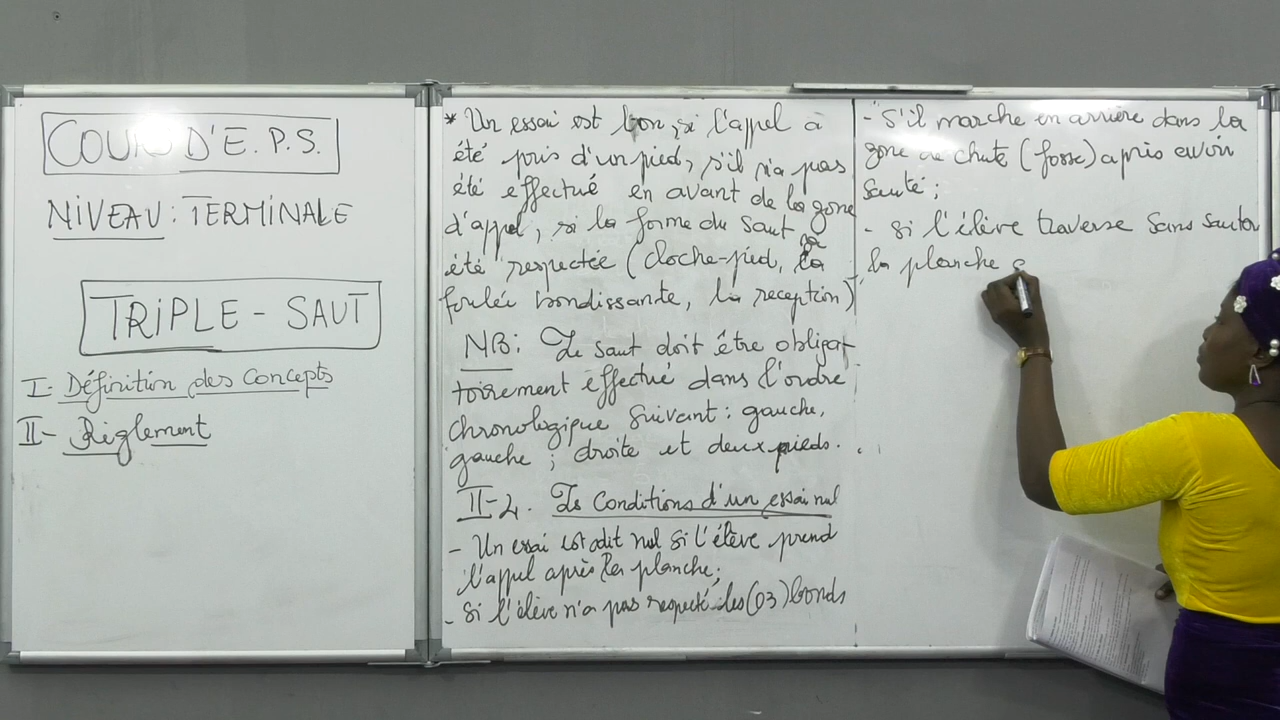 COURS D'E.P.S.
NIVEAU : TERMINALE
TRIPLE - SAUT
I- Définition des Concepts
II- Règlement
* Un essai est bon, si l'appel a
été pris d'un pied, s'il n'a pas
été effectué en avant de la zone
d'appel, si la forme du saut a
été respectée (cloche-pied, la
foulée bondissante, la reception)
NB: Le saut doit être obliga-
toirement effectué dans l'ordre
chronologique suivant : gauche,
gauche ; droite et deux pieds.
II-2. Les Conditions d'un essai nul
- Un essai est dit nul si l'élève prend
l'appel après la planche;
- Si l'élève n'a pas respecté les (03) bonds
- S'il marche en arrière dans la
zone de chute (fosse) après avoir
sauté ;
- si l'élève traverse sans sauter
la planche